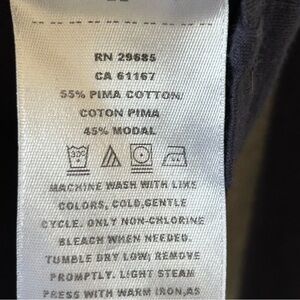 RN 29685
CA 61167
55% PIMA COTTON,
COTON PIMA
45% MODAL
30°
MACHINE WASH WITH LIKE
COLORS, COLD,GENTLE
CYCLE. ONLY NON-CHLORINE
BLEACH WHEN NEEDED.
TUMBLE DRY LOW; REMOVE
PROMPTLY. LIGHT STEAM
PRESS WITH WARM IRON,AS